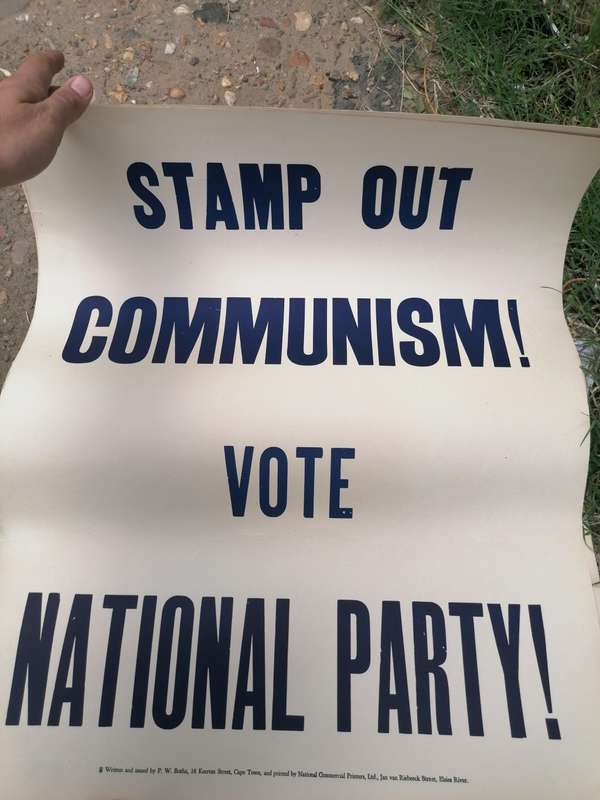 STAMP OUT
COMMUNISM!
VOTE
NATIONAL PARTY!
Written and issued by P. W. Botha, 16 Keerom Street, Cape Town, and printed by National Commercial Printers, Ltd., Jan van Riebeeck Street, Elsies River.